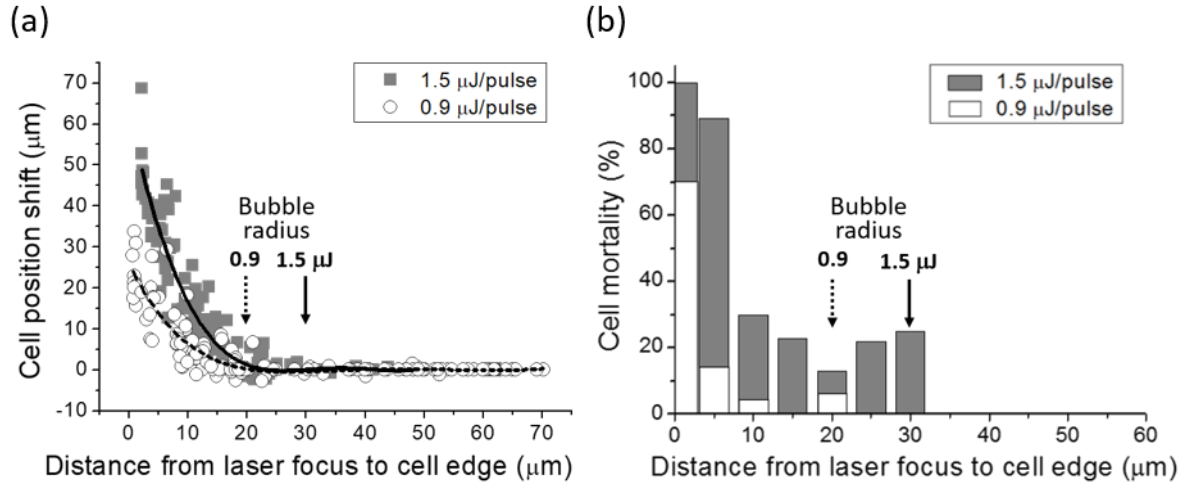 (a)
Cell position shift (μm)
70
60
50
40
30
20
10
0
-10
1.5 μJ/pulse
0.9 μJ/pulse
Bubble
radius
0.9 1.5 μJ
0 10 20 30 40 50 60 70
Distance from laser focus to cell edge (μm)
(b)
Cell mortality (%)
100
80
60
40
20
0
1.5 μJ/pulse
0.9 μJ/pulse
Bubble
radius
0.9 1.5 μJ
0 10 20 30 40 50 60
Distance from laser focus to cell edge (μm)